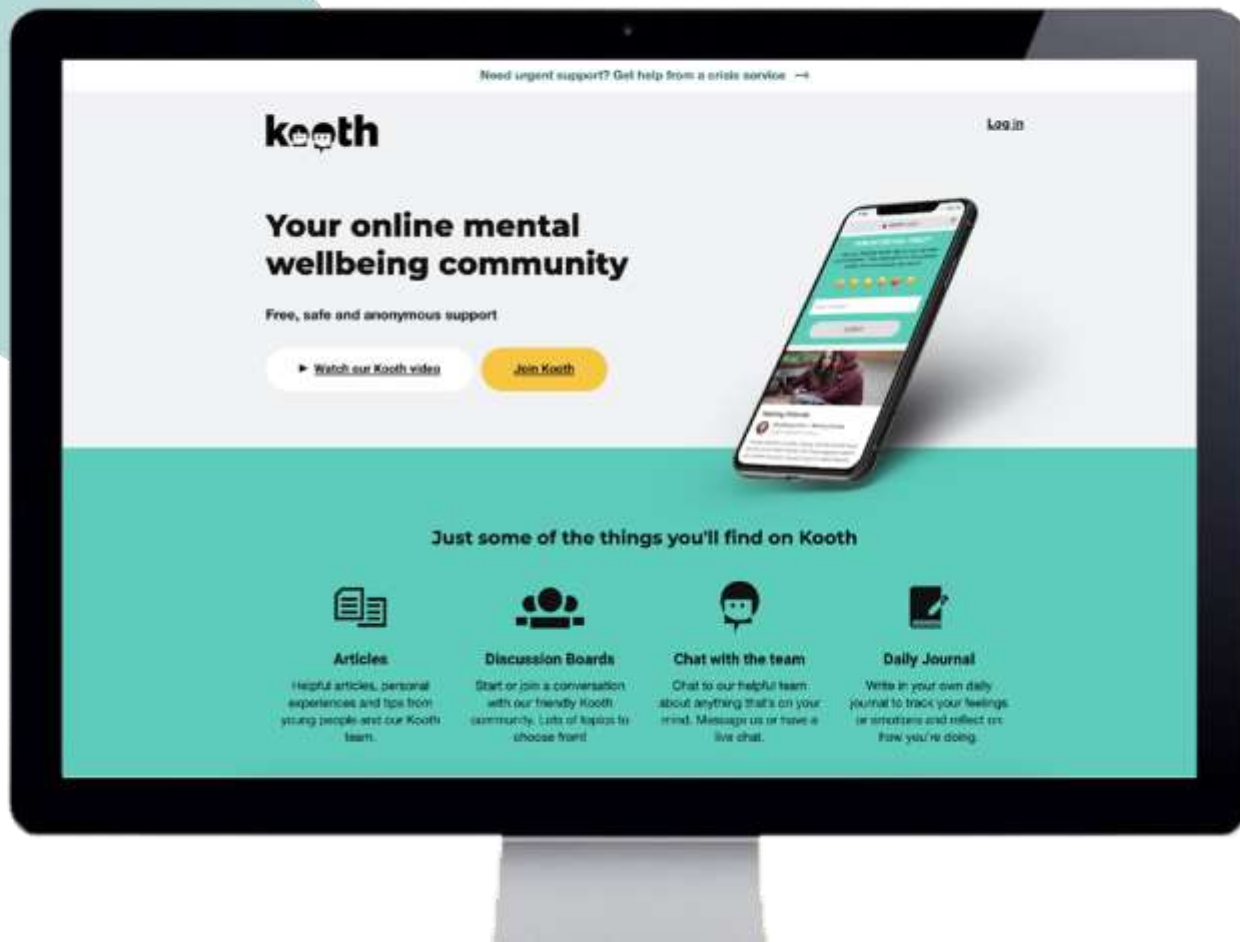 Need urgent support? Get help from a crisis service →
kooth
Log in
Your online mental
wellbeing community
Free, safe and anonymous support
► Watch our Kooth video
Join Kooth
Just some of the things you'll find on Kooth
Articles
Helpful articles, personal
experiences and tips from
young people and our Kooth
team.
Discussion Boards
Start or join a conversation
with our friendly Kooth
community. Lots of topics to
choose from!
Chat with the team
Chat to our helpful team
about anything that's on your
mind. Message us or have a
live chat.
Daily Journal
Write in your own daily
journal to track your feelings
or emotions and reflect on
how you're doing.